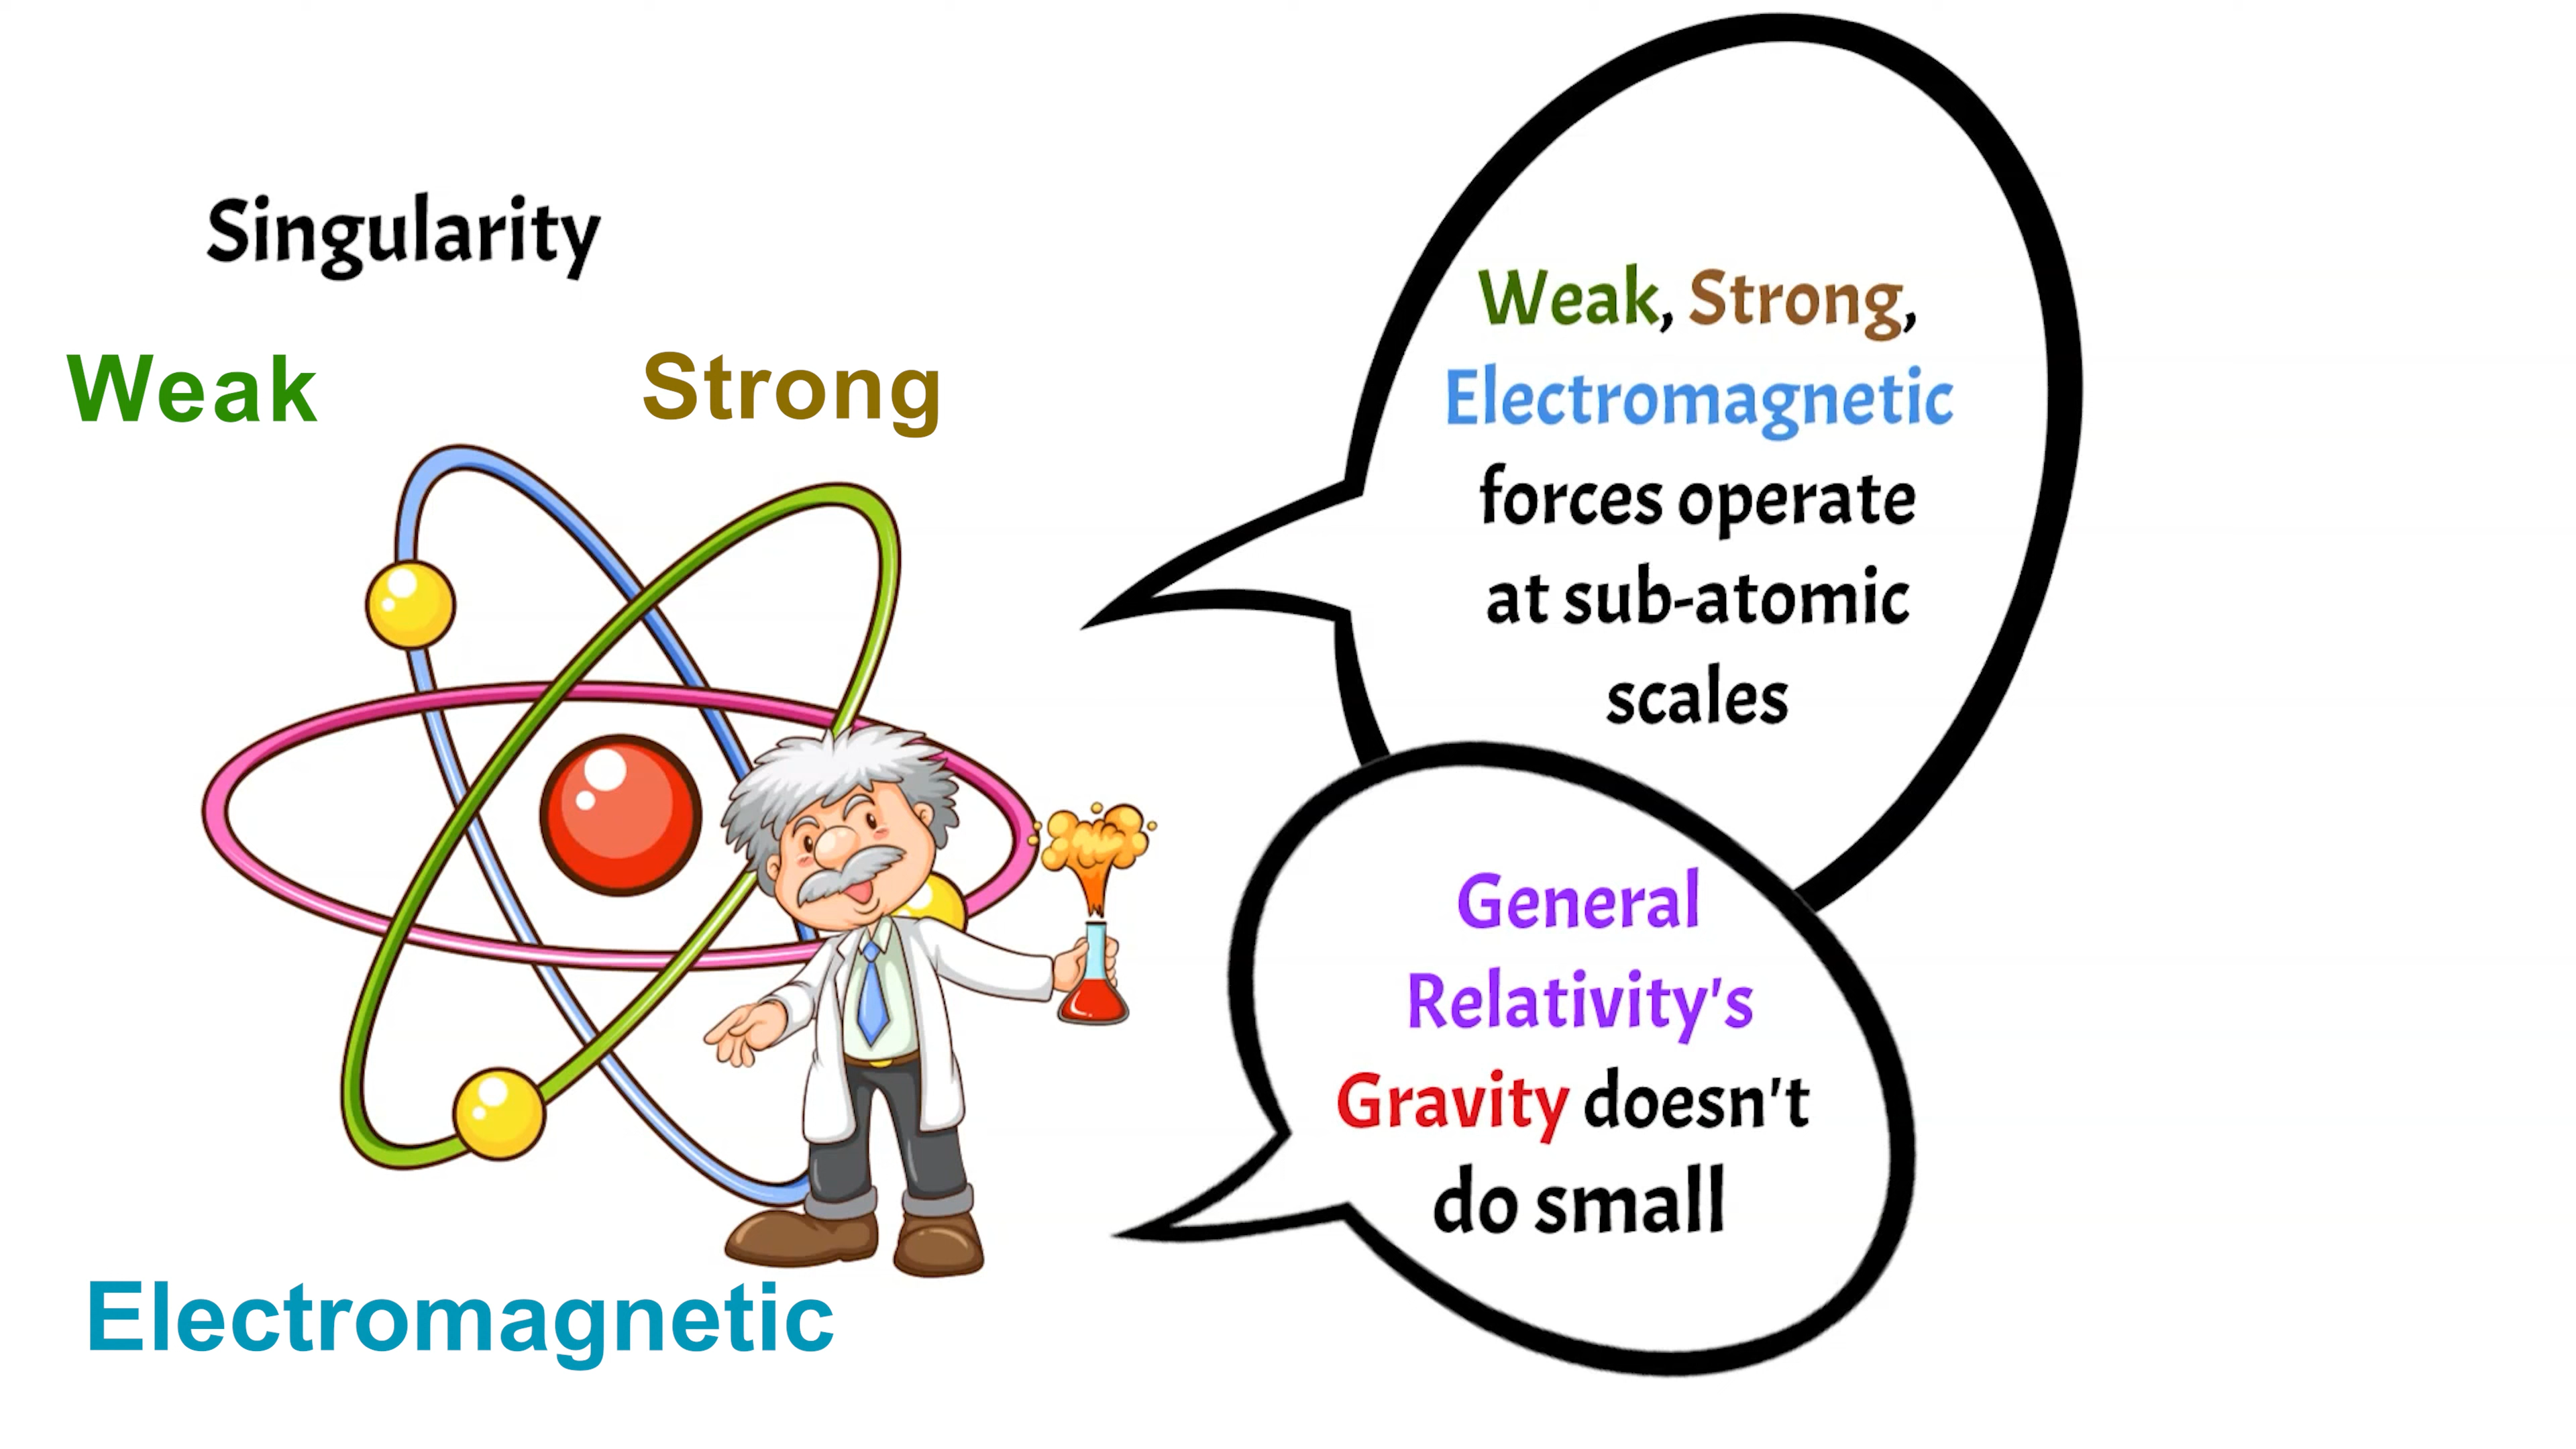 Singularity
Weak
Strong
Electromagnetic
Weak, Strong,
Electromagnetic
forces operate
at sub-atomic
scales
General
Relativity's
Gravity doesn't
do small